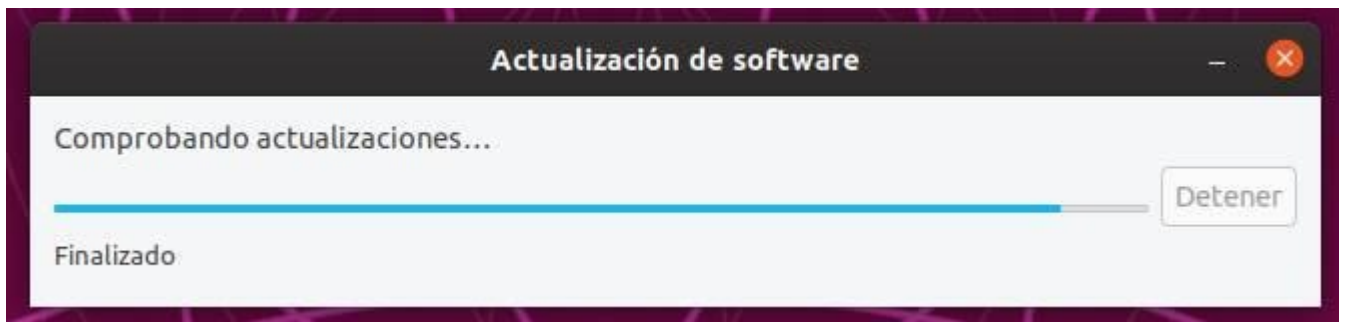 Actualización de software
Comprobando actualizaciones...
Detener
Finalizado